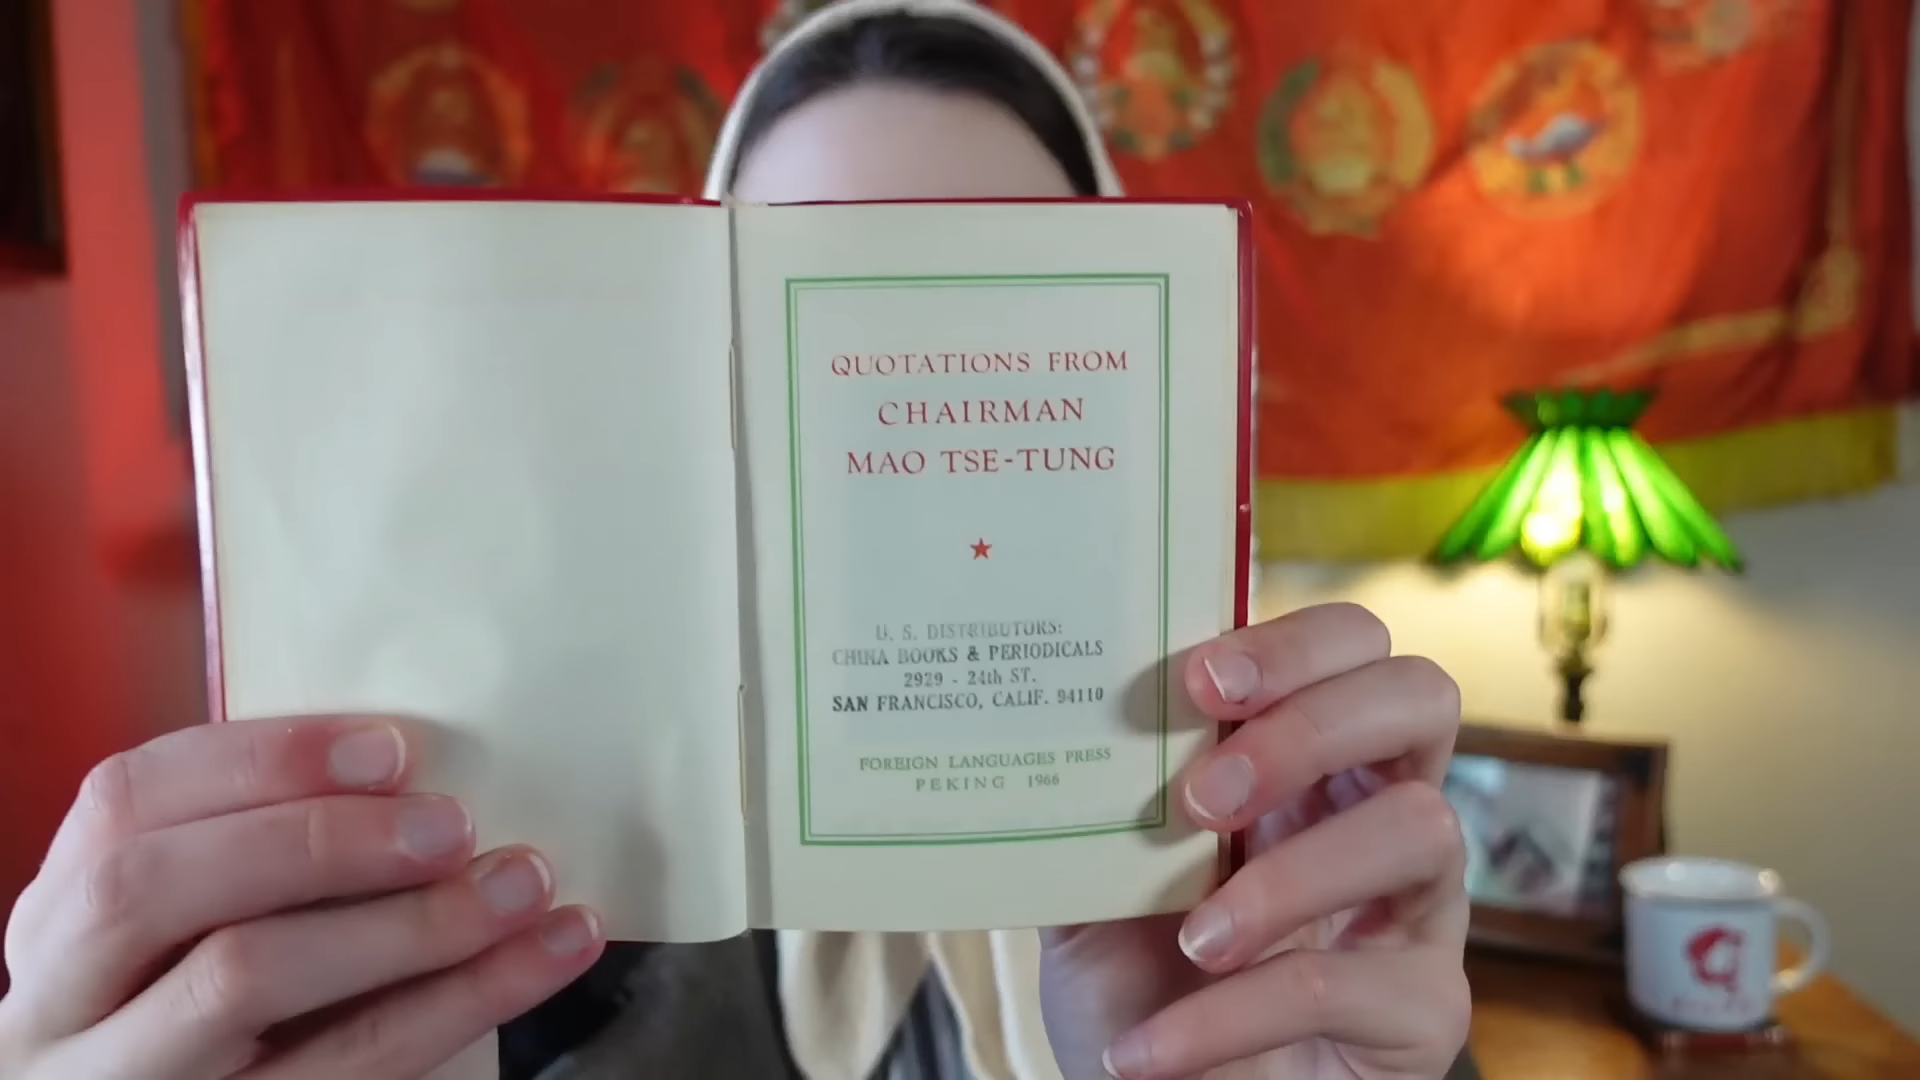 QUOTATIONS FROM
CHAIRMAN
MAO TSE-TUNG
U. S. DISTRIBUTORS:
CHINA BOOKS & PERIODICALS
2929 - 24th ST.
SAN FRANCISCO, CALIF. 94110
FOREIGN LANGUAGES PRESS
PEKING 1966